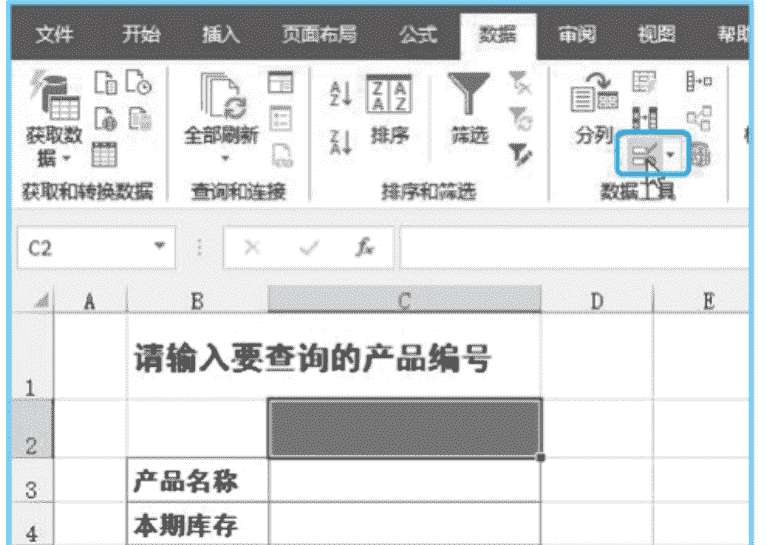 文件 开始 插入 页面布局 公式 数据 审阅 视图
获取数据 全部刷新 排序 筛选 分列
获取和转换数据 查询和连接 排序和筛选 数据工具
C2 fx
A B C D E
1 请输入要查询的产品编号
2
3 产品名称
4 本期库存